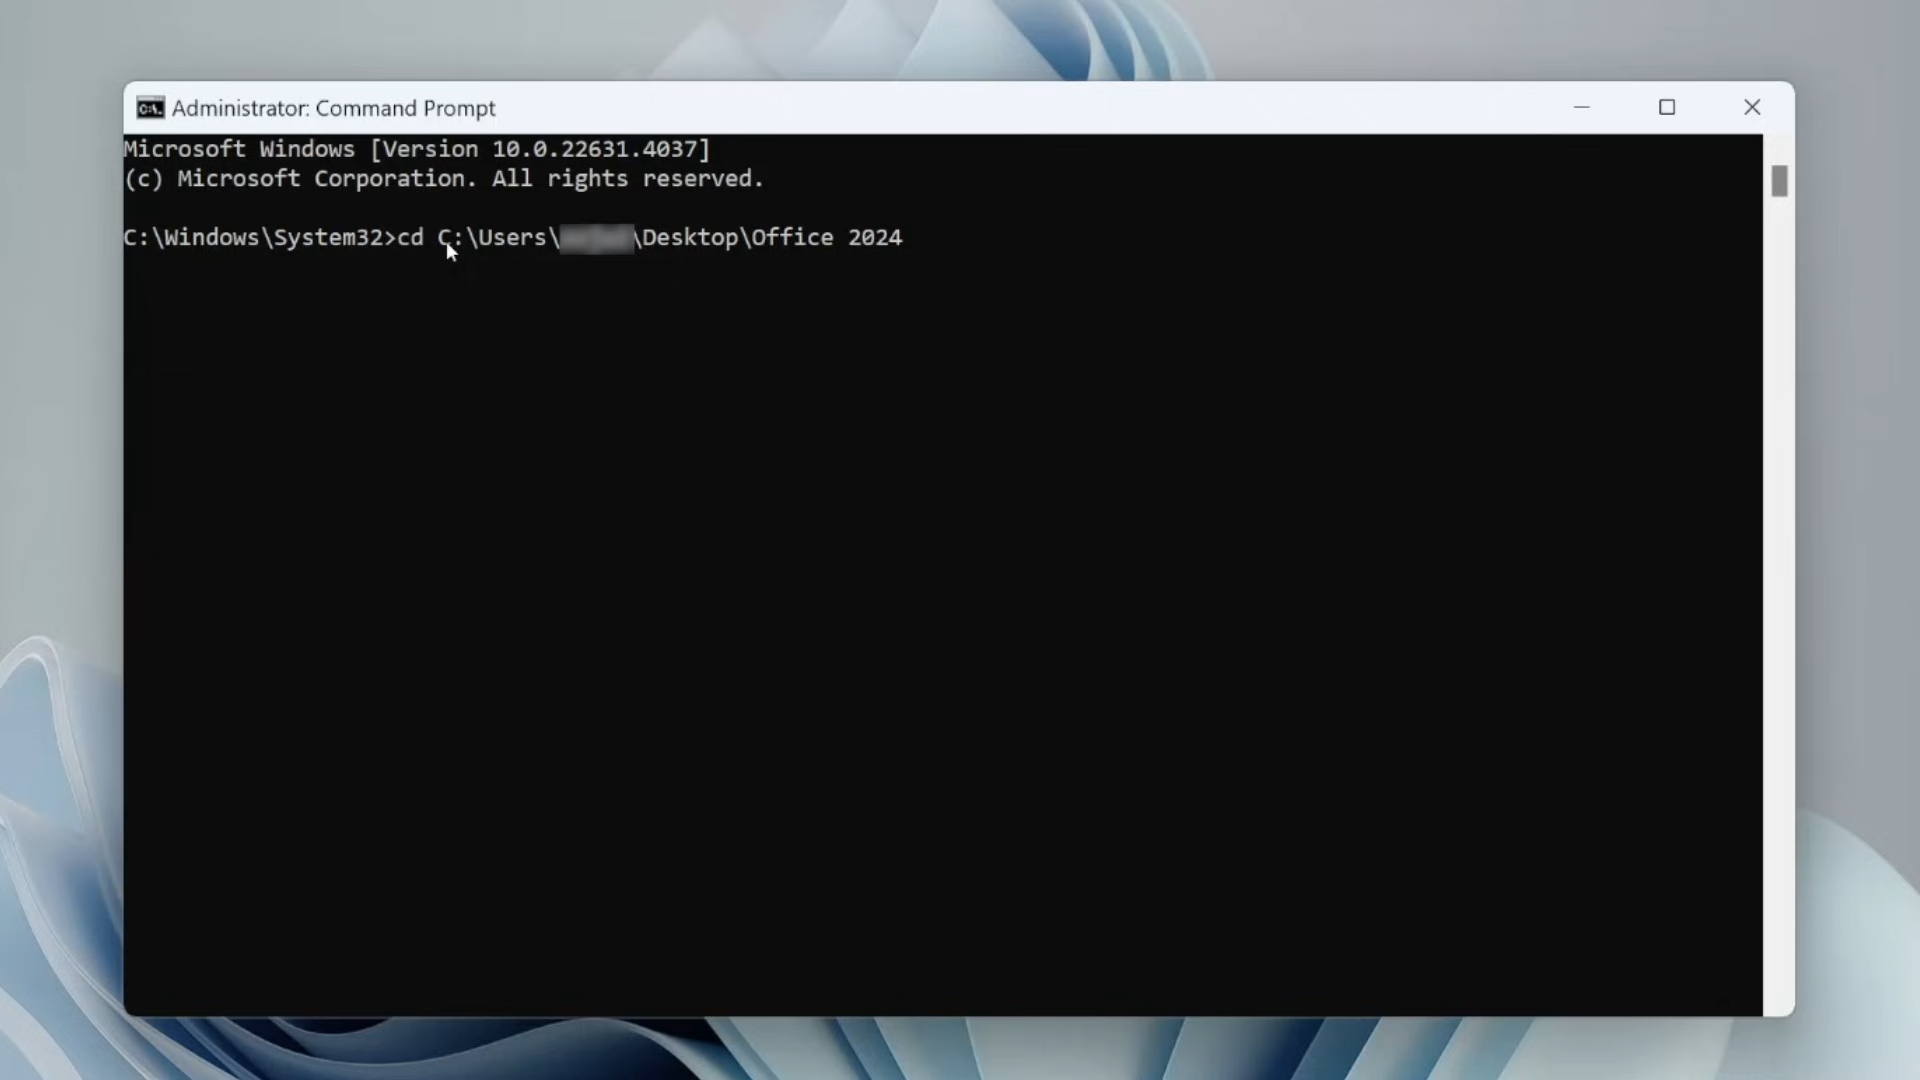 Administrator: Command Prompt
Microsoft Windows [Version 10.0.22631.4037]
(c) Microsoft Corporation. All rights reserved.
C:\Windows\System32>cd C:\Users\ \Desktop\Office 2024